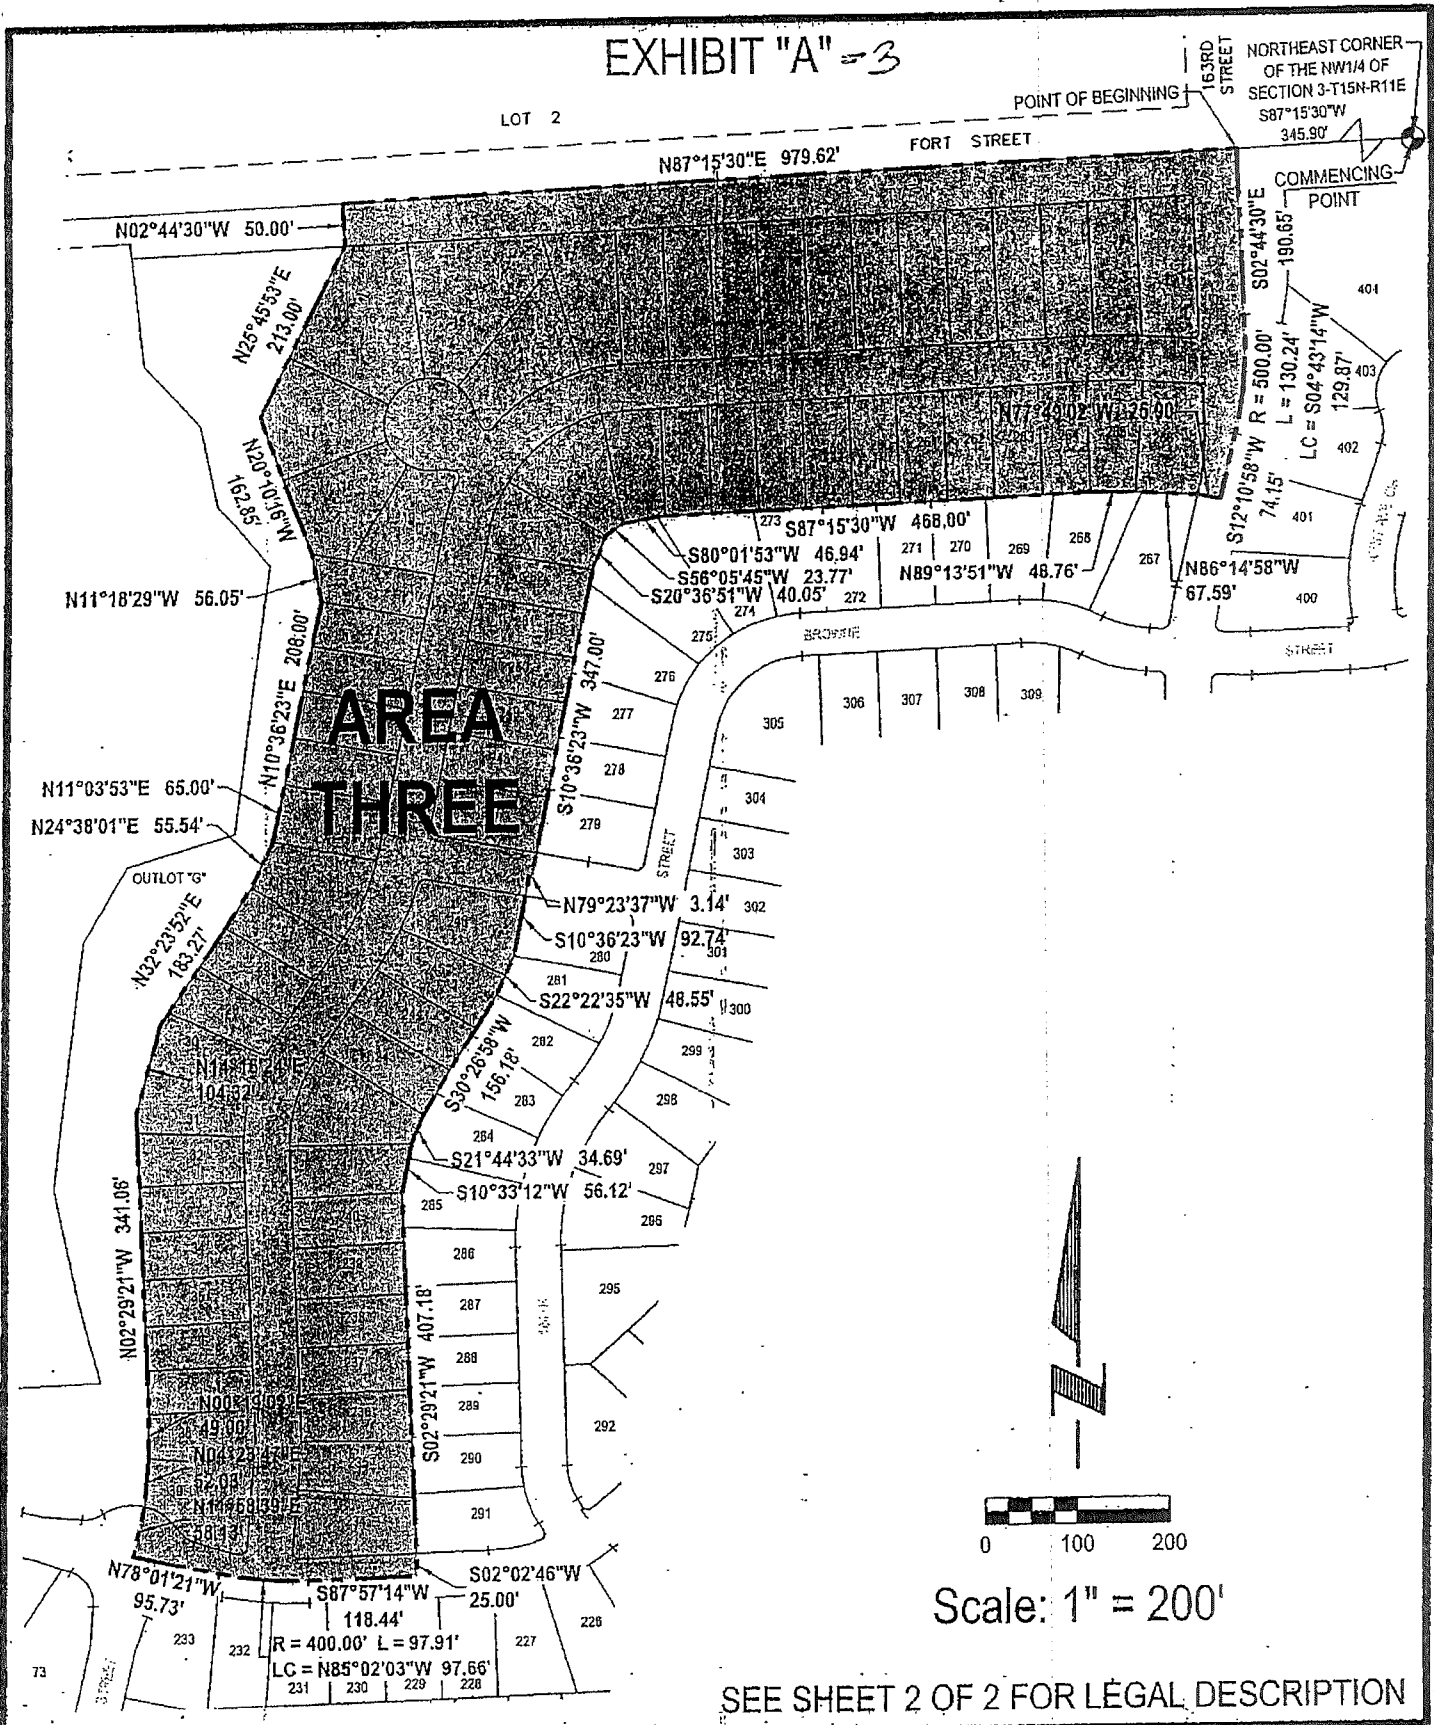 EXHIBIT "A" -3
163RD
STREET
NORTHEAST CORNER
OF THE NW1/4 OF
SECTION 3-T15N-R11E
S87°15'30"W
345.90'
COMMENCING
POINT
POINT OF BEGINNING
LOT 2
FORT STREET
N87°15'30"E 979.62'
N02°44'30"W 50.00'
S02°44'30"E
190.65'
N25°45'53"E
213.00'
404
403
R = 500.00'
L = 130.24'
LC = S04°43'14"W
129.87'
402
401
N20°10'16"W
162.85'
S12°10'58"W
74.15'
273
S87°15'30"W 468.00'
S80°01'53"W 46.94'
S56°05'45"W 23.77'
S20°36'51"W 40.05'
271
270
269
268
267
N89°13'51"W 48.76'
N86°14'58"W
67.59'
400
272
274
275
BROWNE
STREET
N11°18'29"W 56.05'
N10°36'23"E 208.00'
S10°36'23"W 347.00'
276
277
278
279
305
306
307
308
309
304
303
302
301
300
299
298
297
296
295
292
AREA
THREE
N11°03'53"E 65.00'
N24°38'01"E 55.54'
STREET
OUTLOT "G"
N32°23'52"E
183.27'
N79°23'37"W 3.14'
S10°36'23"W 92.74'
280
281
S22°22'35"W 48.55'
282
S30°26'58"W
156.18'
283
284
S21°44'33"W 34.69'
S10°33'12"W 56.12'
285
286
287
288
289
290
291
104.32'
N02°29'21"W 341.06'
S02°29'21"W 407.18'
49.00'
N78°01'21"W
95.73'
S87°57'14"W
118.44'
S02°02'46"W
25.00'
R = 400.00' L = 97.91'
LC = N85°02'03"W 97.66'
73
STREET
233
232
231
230
229
228
227
226
0 100 200
Scale: 1" = 200'
SEE SHEET 2 OF 2 FOR LEGAL DESCRIPTION